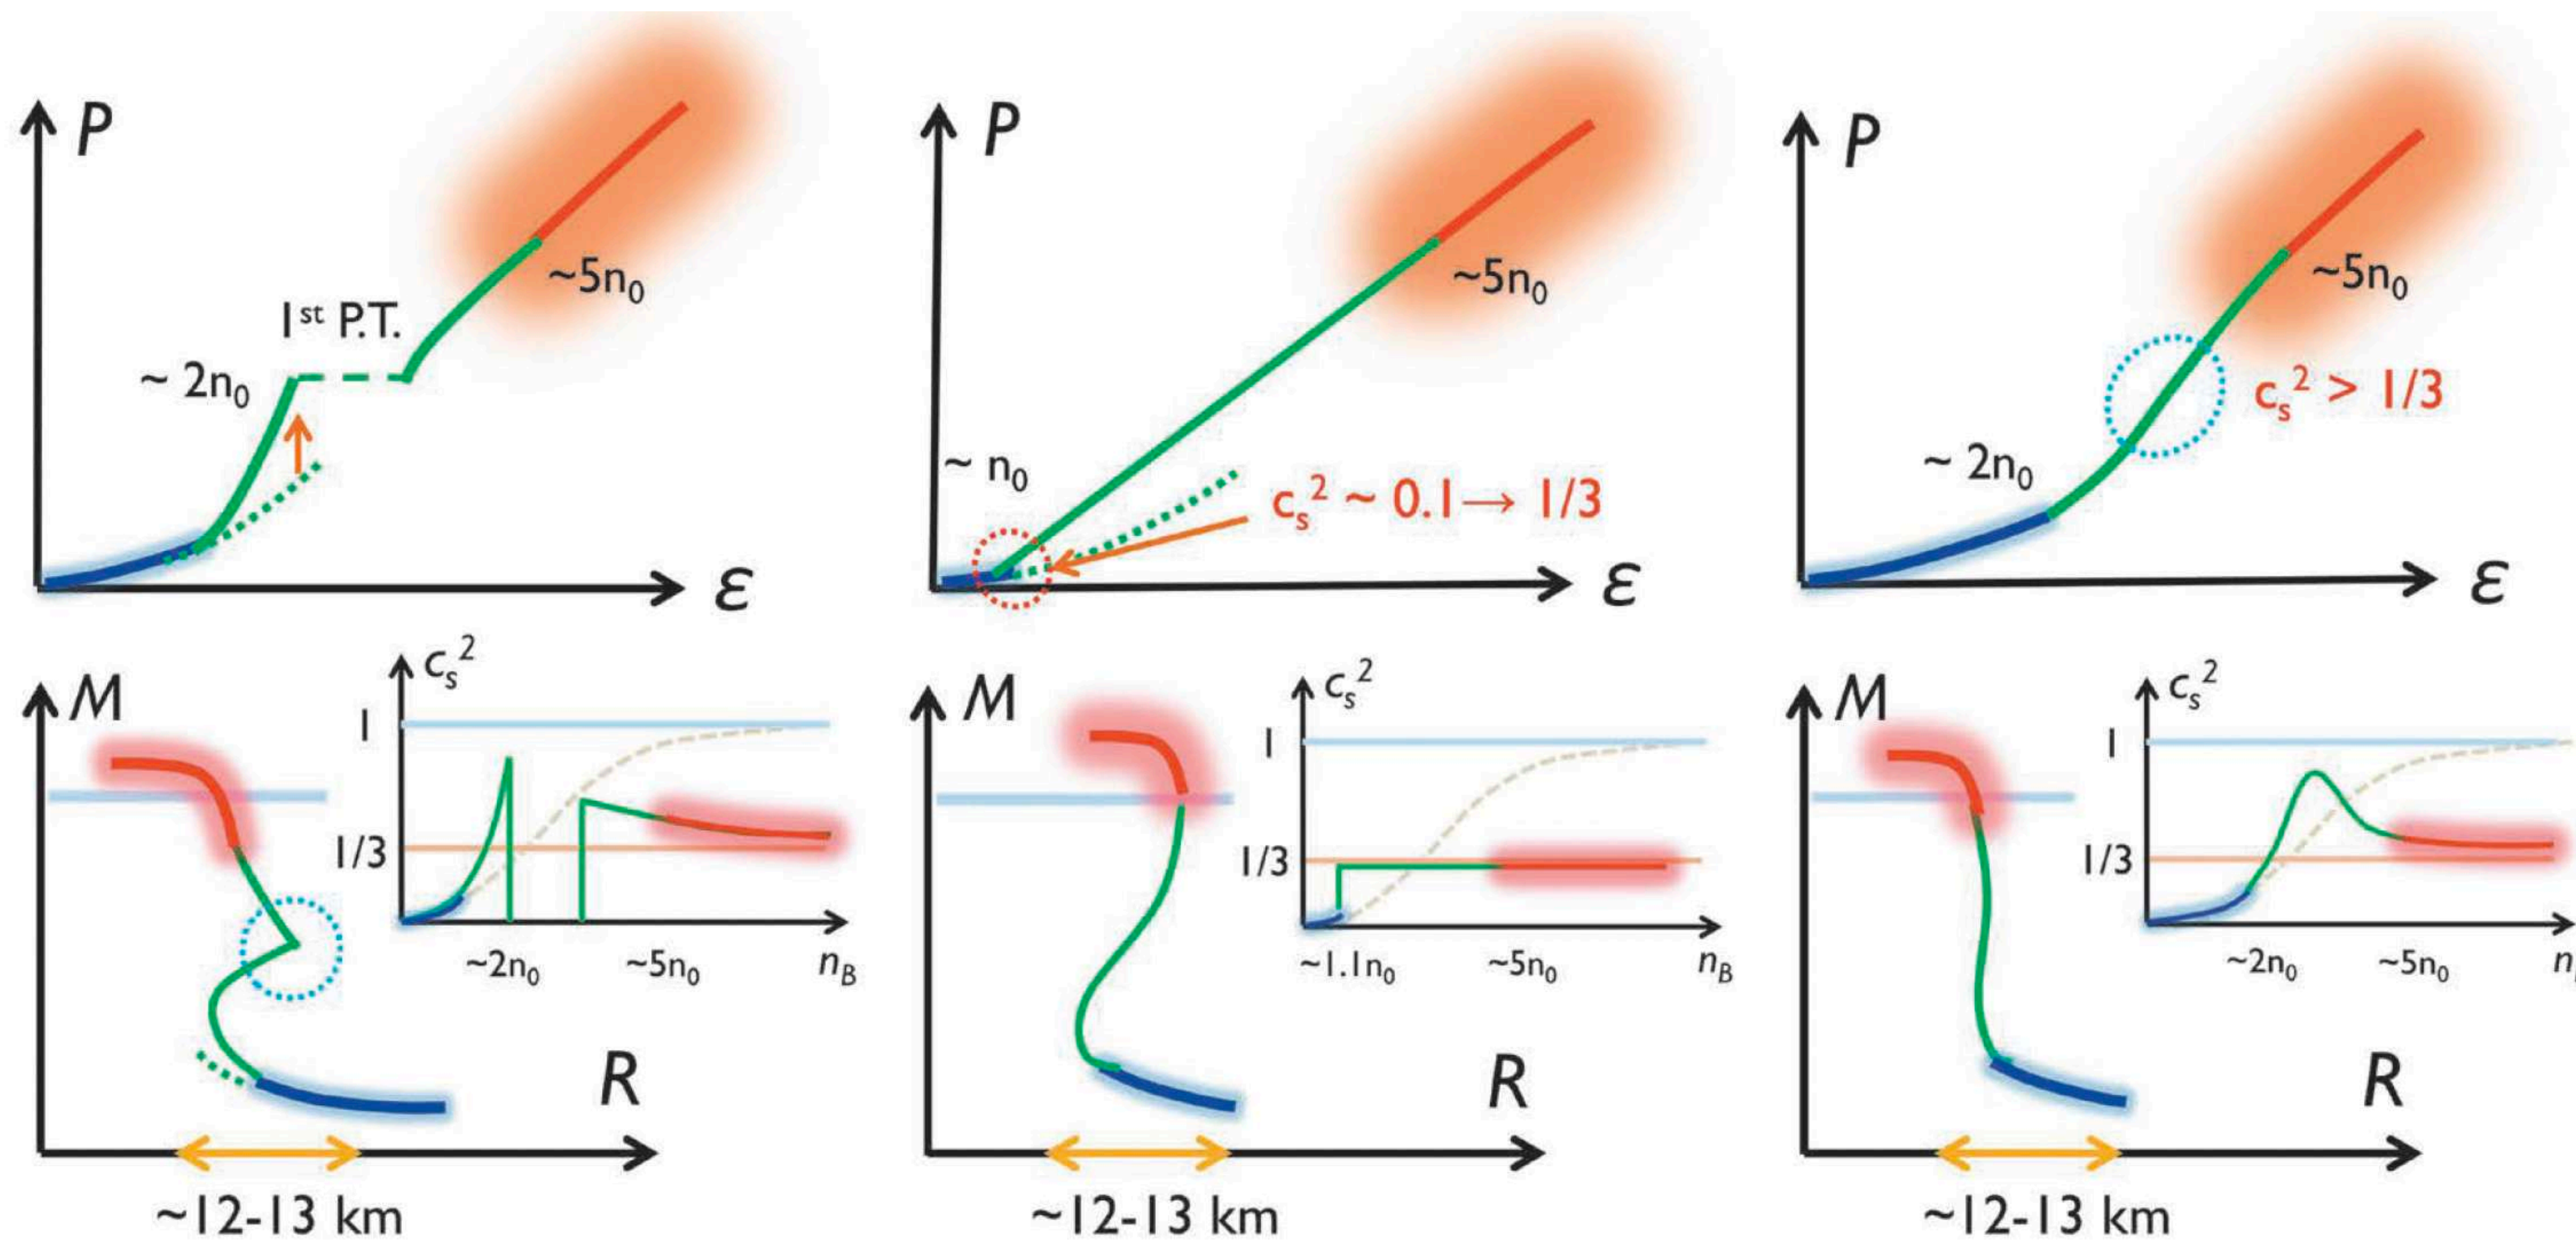 P
1st P.T.
~ 2n0
~5n0
ε
P
~ n0
~5n0
cs2 ~ 0.1→ 1/3
ε
P
~ 2n0
~5n0
cs2 > 1/3
ε
M
cs2
1
1/3
~2n0
~5n0
nB
R
~12-13 km
M
cs2
1
1/3
~1.1n0
~5n0
nB
R
~12-13 km
M
cs2
1
1/3
~2n0
~5n0
R
~12-13 km